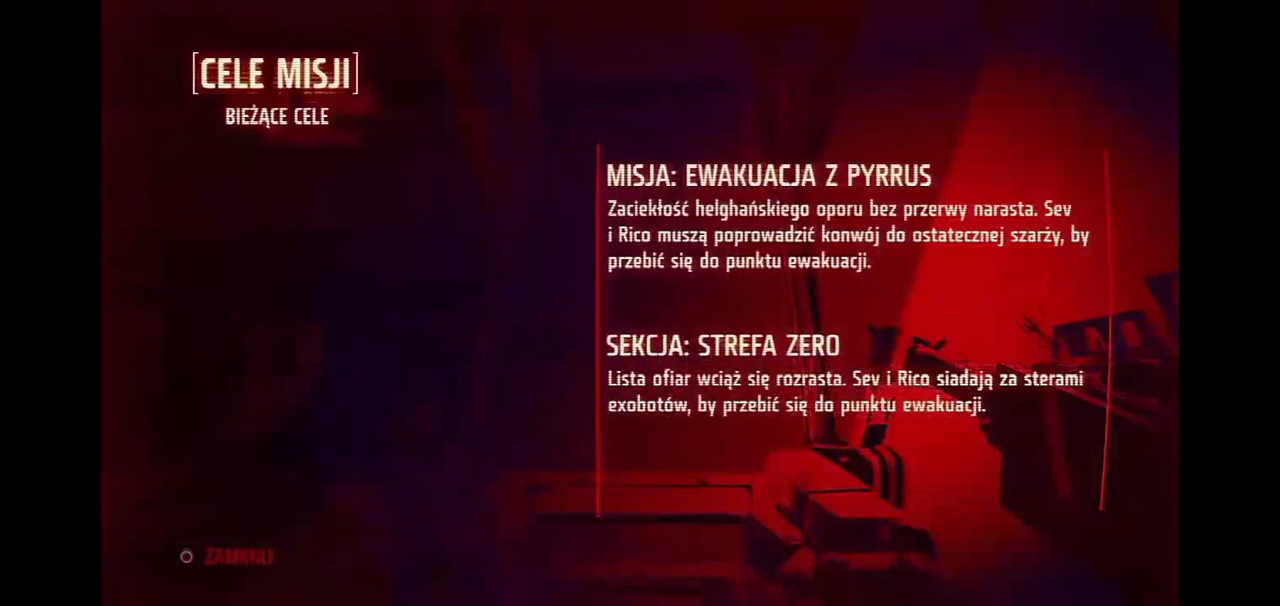 [CELE MISJI]
BIEŻĄCE CELE
MISJA: EWAKUACJA Z PYRRUS
Zaciekłość helghańskiego oporu bez przerwy narasta. Sev
i Rico muszą poprowadzić konwój do ostatecznej szarży, by
przebić się do punktu ewakuacji.
SEKCJA: STREFA ZERO
Lista ofiar wciąż się rozrasta. Sev i Rico siadają za sterami
exobotów, by przebić się do punktu ewakuacji.
ZAMKNIJ